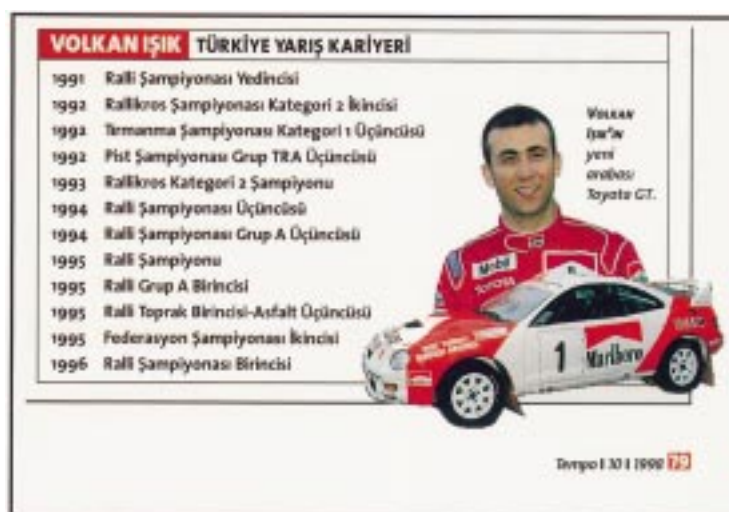 VOLKAN IŞIK TÜRKİYE YARIŞ KARİYERİ
1991 Ralli Şampiyonası Yedincisi
1992 Rallikros Şampiyonası Kategori 2 İkincisi
1992 Tırmanma Şampiyonası Kategori 1 Üçüncüsü
1992 Pist Şampiyonası Grup TRA Üçüncüsü
1993 Rallikros Kategori 2 Şampiyonu
1994 Ralli Şampiyonası Üçüncüsü
1994 Ralli Şampiyonası Grup A Üçüncüsü
1995 Ralli Şampiyonu
1995 Ralli Grup A Birincisi
1995 Ralli Toprak Birincisi-Asfalt Üçüncüsü
1995 Federasyon Şampiyonası İkincisi
1996 Ralli Şampiyonası Birincisi
VOLKAN
IŞIK'IN
yeni
arabası
Toyota GT.
Mobil
TOYOTA
1
Marlboro
Tempo | 10 | 1998 79